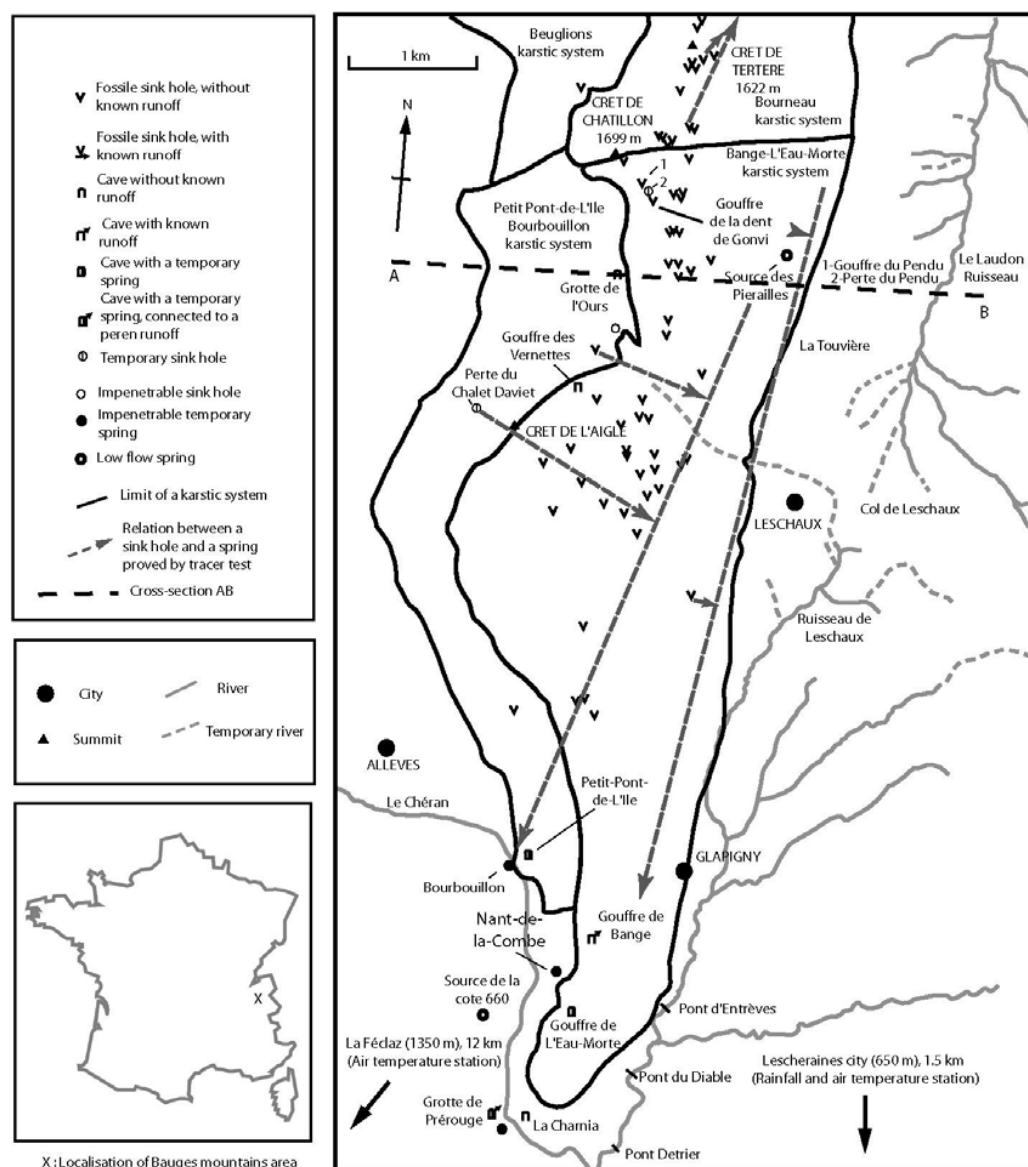 Fossile sink hole, without
known runoff
Fossile sink hole, with
known runoff
Cave without known
runoff
Cave with known
runoff
Cave with a temporary
spring
Cave with a temporary
spring, connected to a
peren runoff
Temporary sink hole
Impenetrable sink hole
Impenetrable temporary
spring
Low flow spring
Limit of a karstic system
Relation between a
sink hole and a spring
proved by tracer test
Cross-section AB
City
River
Summit
Temporary river
X
X : Localisation of Bauges mountains area
1 km
N
Beuglions
karstic system
CRET DE
TERTERE
1622 m
CRET DE
CHATILLON
1699 m
Bourneau
karstic system
Bange-L'Eau-Morte
karstic system
1
2
Petit Pont-de-L'Ile
Bourbouillon
karstic system
Gouffre
de la dent
de Gonvi
A
Grotte de
l'Ours
Source des
Pierailles
1-Gouffre du Pendu
2-Perte du Pendu
Le Laudon
Ruisseau
B
Gouffre des
Vernettes
La Touvière
Perte du
Chalet Daviet
CRET DE L'AIGLE
LESCHAUX
Col de Leschaux
Ruisseau de
Leschaux
ALLEVES
Le Chéran
Petit-Pont-
de-L'Ile
Bourbouillon
GLAPIGNY
Nant-de-
la-Combe
Gouffre de
Bange
Source de la
cote 660
Gouffre de
L'Eau-Morte
Pont d'Entrèves
La Féclaz (1350 m), 12 km
(Air temperature station)
Lescheraines city (650 m), 1.5 km
(Rainfall and air temperature station)
Pont du Diable
Grotte de
Prérouge
La Charnia
Pont Detrier